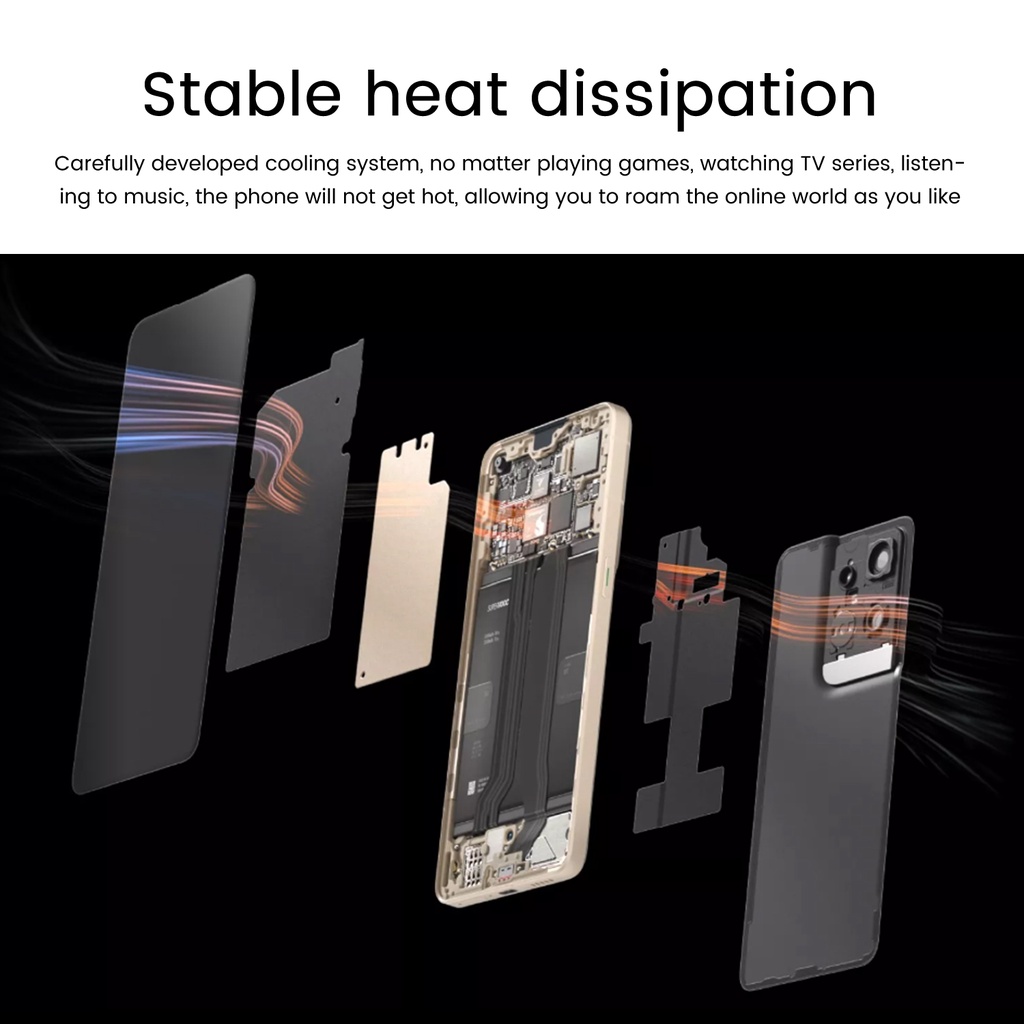 Stable heat dissipation
Carefully developed cooling system, no matter playing games, watching TV series, listen-
ing to music, the phone will not get hot, allowing you to roam the online world as you like